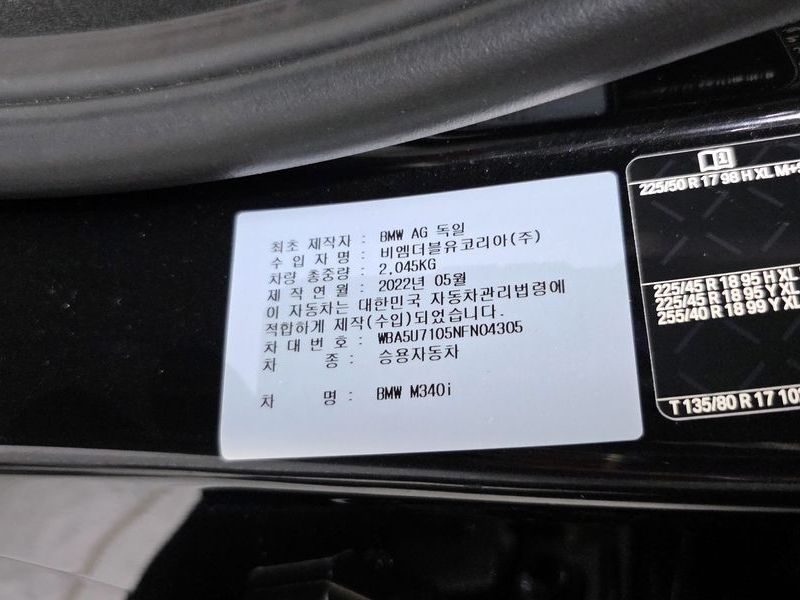 최초 제작자 : BMW AG 독일
수 입 자 명 : 비엠더블유코리아(주)
차량 총중량 : 2,045KG
제 작 연 월 : 2022년 05월
이 자동차는 대한민국 자동차관리법령에
적합하게 제작(수입)되었습니다.
차 대 번 호 : WBA5U7105NFN04305
차 종 : 승용자동차
차 명 : BMW M340i
225/50 R 17 98 H XL
225/45 R 18 95 H XL
225/45 R 18 95 Y XL
255/40 R 18 99 Y XL
T 135/80 R 17